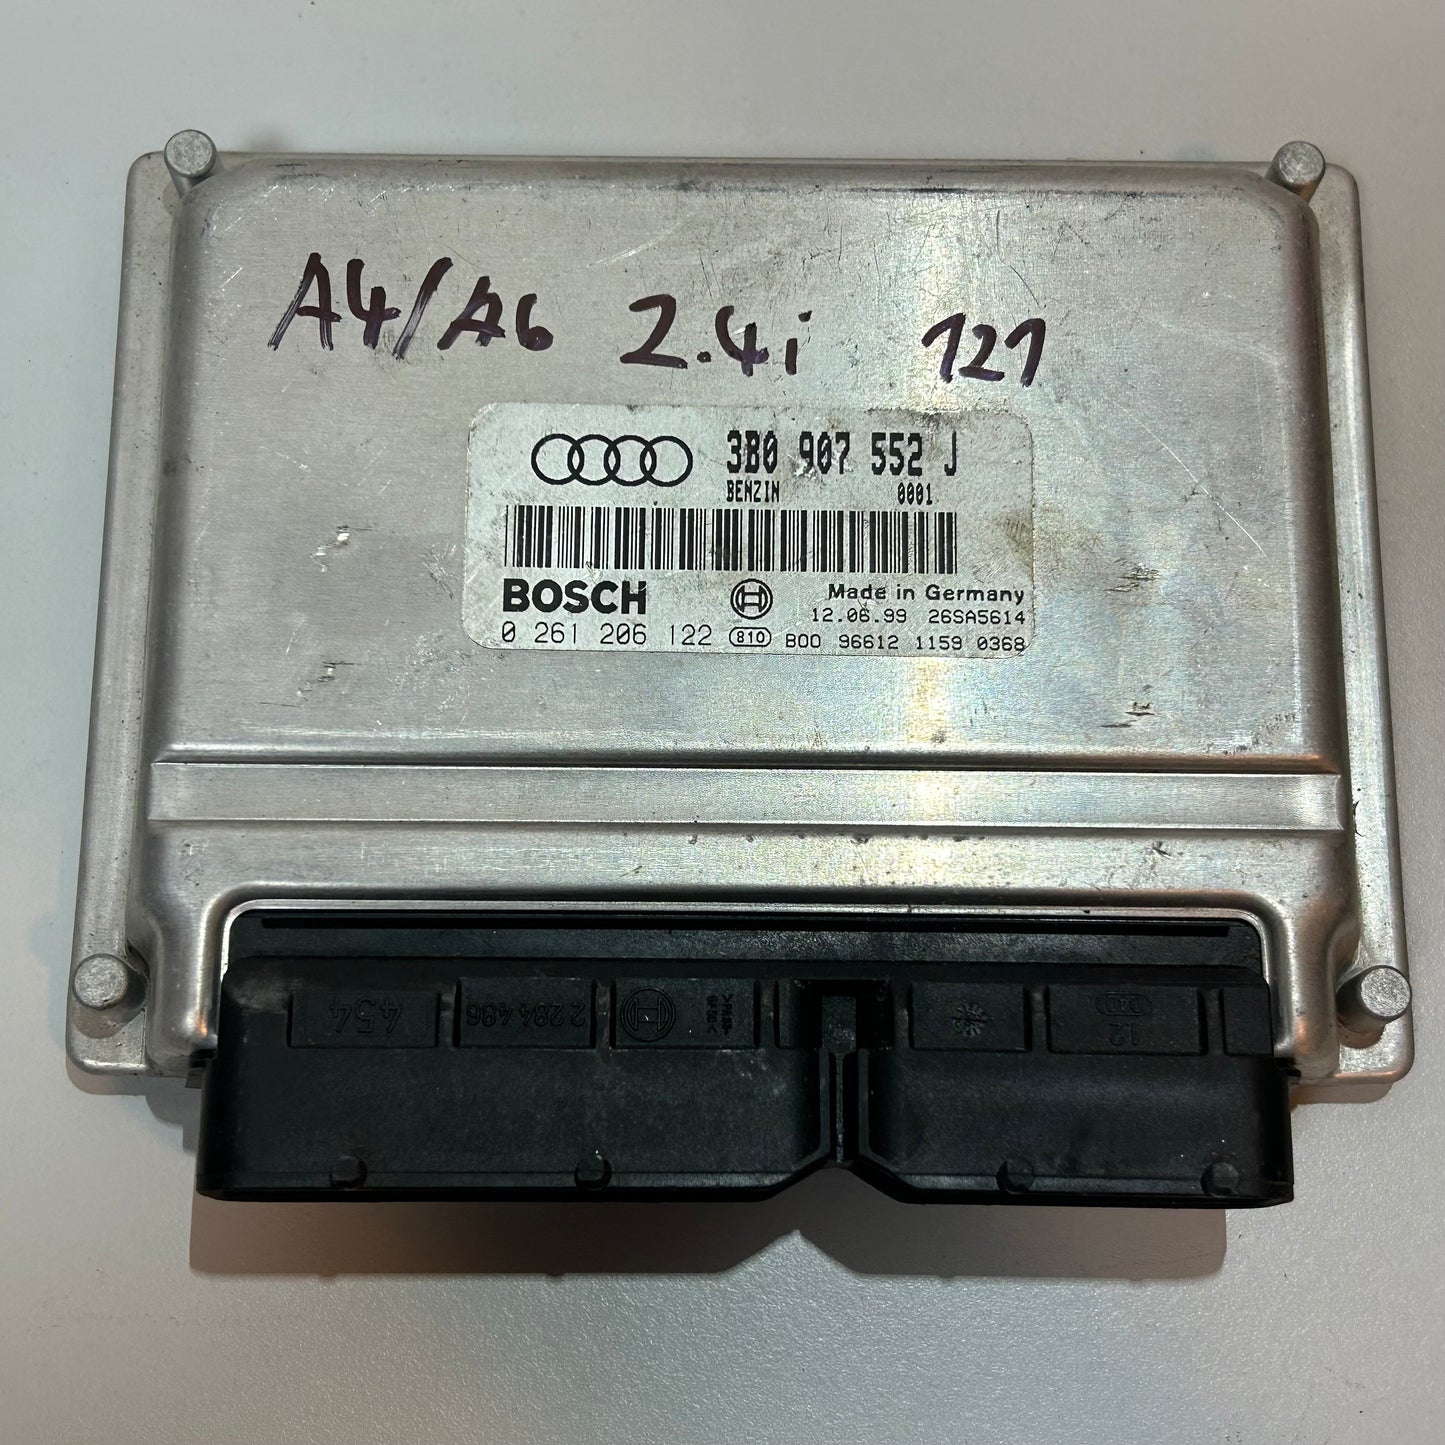 A4/A6 2.4i 121
3B0 907 552 J
BENZIN 0001
BOSCH Made in Germany
12.06.99 26SA5614
0 261 206 122 810 B00 96612 1159 0368
454 2284486 12